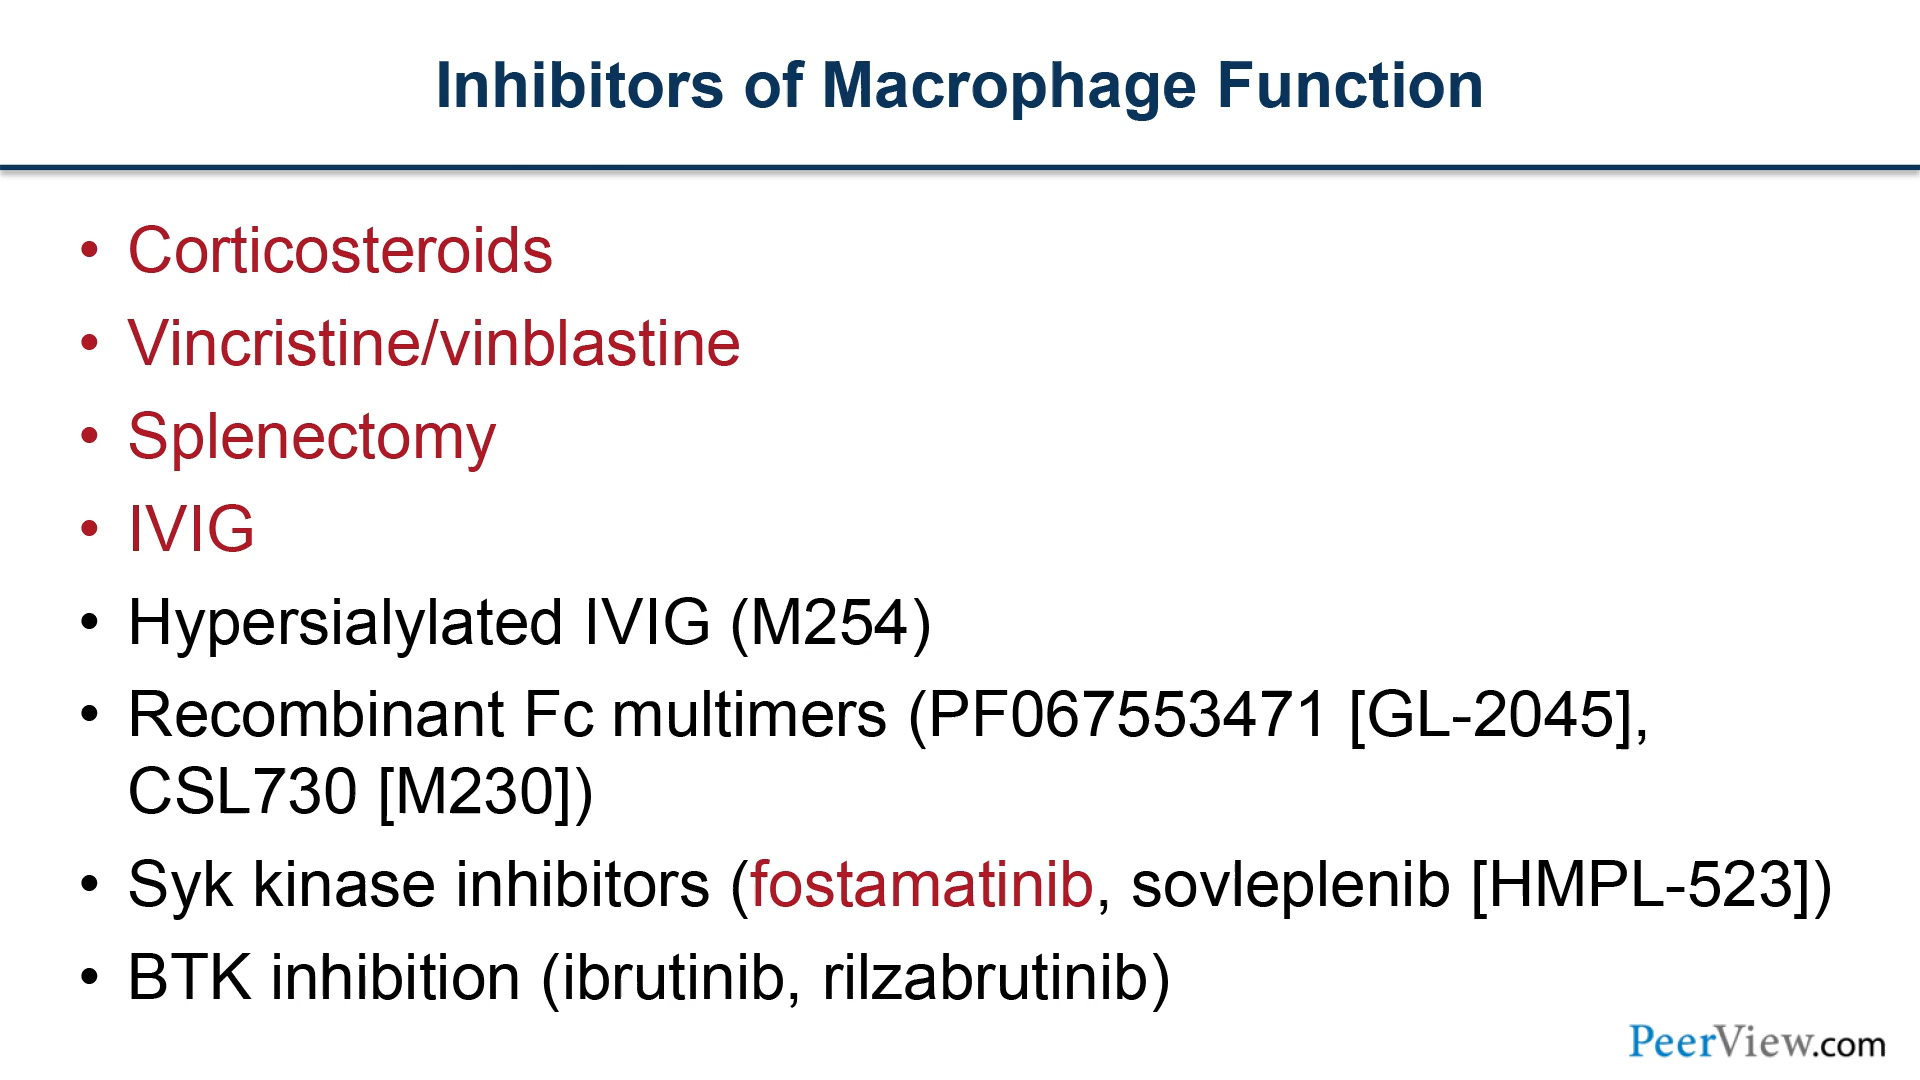 Inhibitors of Macrophage Function
• Corticosteroids
• Vincristine/vinblastine
• Splenectomy
• IVIG
• Hypersialylated IVIG (M254)
• Recombinant Fc multimers (PF067553471 [GL-2045],
CSL730 [M230])
• Syk kinase inhibitors (fostamatinib, sovleplenib [HMPL-523])
• BTK inhibition (ibrutinib, rilzabrutinib)
PeerView.com